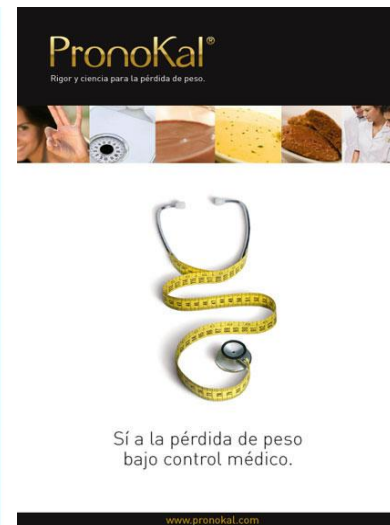 PronoKal®
Rigor y ciencia para la pérdida de peso.
Sí a la pérdida de peso
bajo control médico.
www.pronokal.com